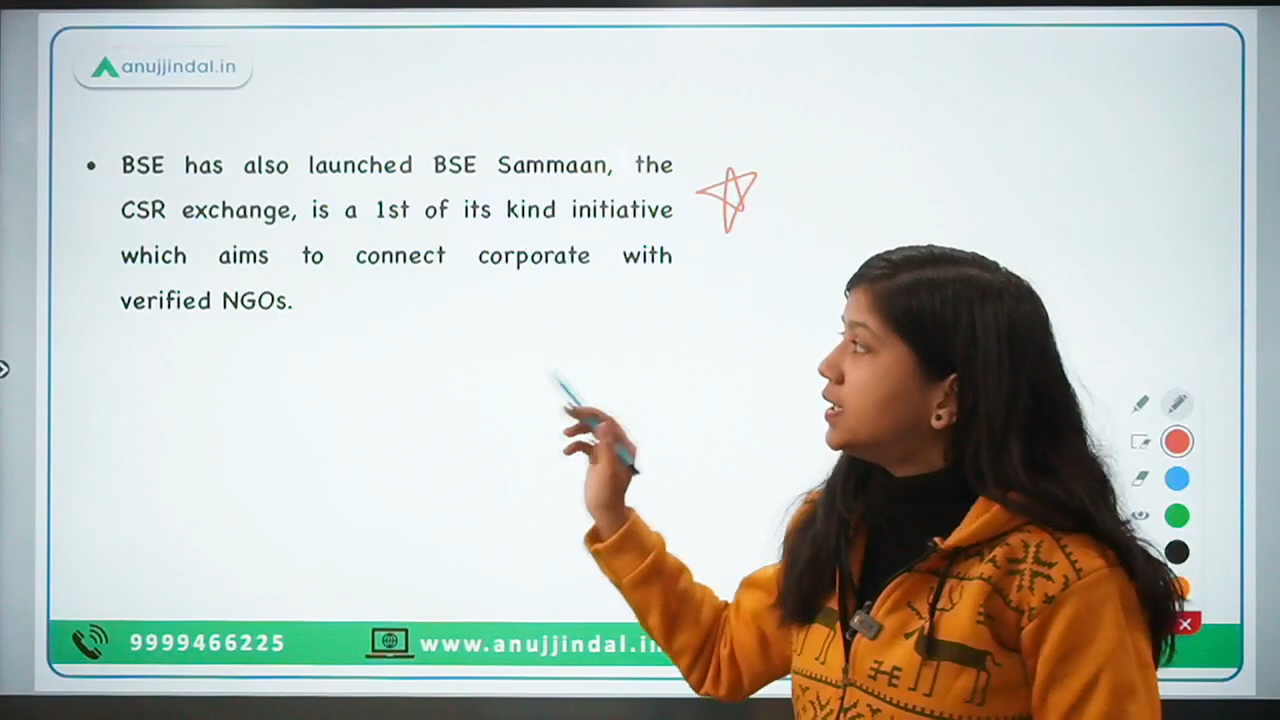 anujjindal.in
• BSE has also launched BSE Sammaan, the
CSR exchange, is a 1st of its kind initiative
which aims to connect corporate with
verified NGOs.
9999466225
www.anujjindal.in